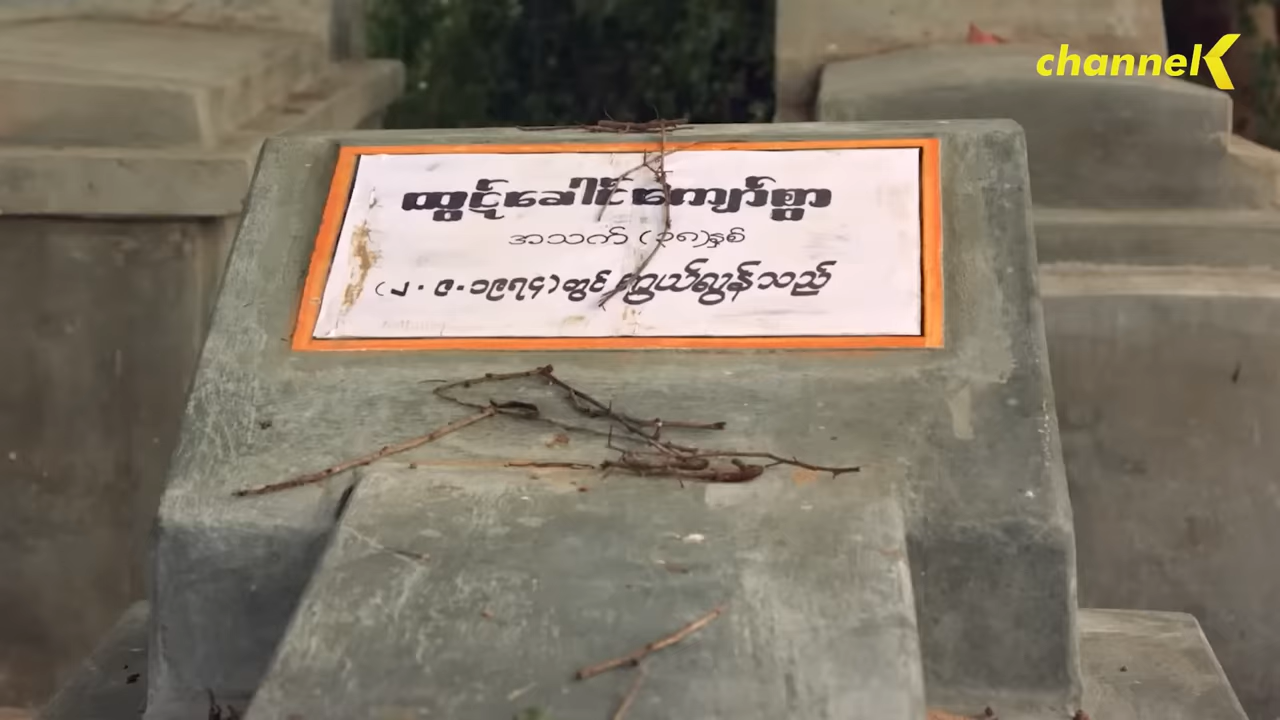 channelK
ထွင့်ခေါင်ကျော်စွာ
အသက် (၃၈)နှစ်
(၂.၉.၁၉၇၄)တွင် ကွယ်လွန်သည်